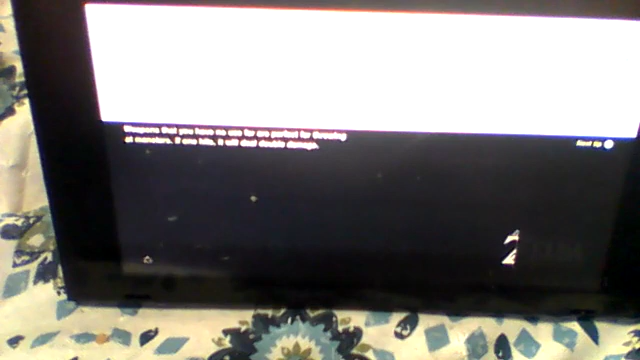 Weapons that you have no use for are perfect for throwing
at monsters. If one hits, it will deal double damage.
Next Tip
Z